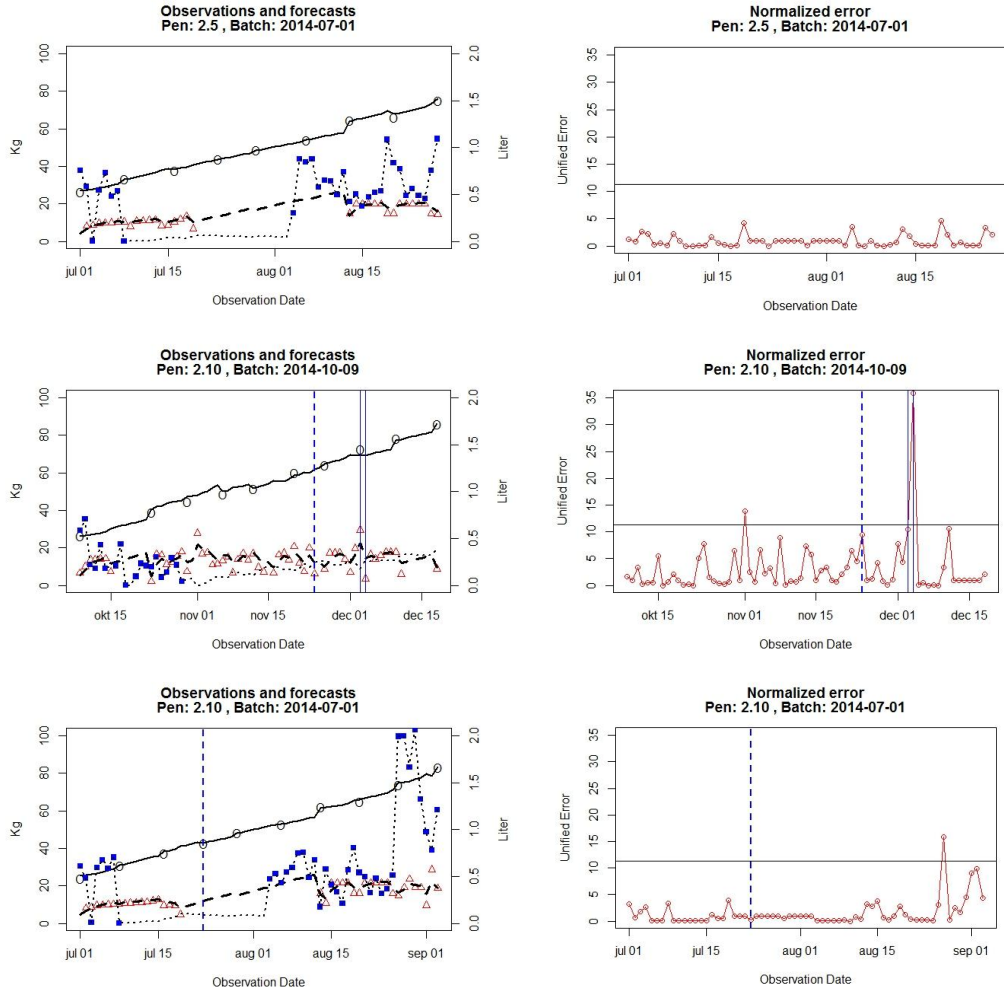 Observations and forecasts
Pen: 2.5 , Batch: 2014-07-01
100
80
60
40
20
0
Kg
2.0
1.5
1.0
0.5
0.0
Liter
jul 01 jul 15 aug 01 aug 15
Observation Date
Normalized error
Pen: 2.5 , Batch: 2014-07-01
35
30
25
20
15
10
5
0
Unified Error
jul 01 jul 15 aug 01 aug 15
Observation Date
Observations and forecasts
Pen: 2.10 , Batch: 2014-10-09
100
80
60
40
20
0
Kg
2.0
1.5
1.0
0.5
0.0
Liter
okt 15 nov 01 nov 15 dec 01 dec 15
Observation Date
Normalized error
Pen: 2.10 , Batch: 2014-10-09
35
30
25
20
15
10
5
0
Unified Error
okt 15 nov 01 nov 15 dec 01 dec 15
Observation Date
Observations and forecasts
Pen: 2.10 , Batch: 2014-07-01
100
80
60
40
20
0
Kg
2.0
1.5
1.0
0.5
0.0
Liter
jul 01 jul 15 aug 01 aug 15 sep 01
Observation Date
Normalized error
Pen: 2.10 , Batch: 2014-07-01
35
30
25
20
15
10
5
0
Unified Error
jul 01 jul 15 aug 01 aug 15 sep 01
Observation Date